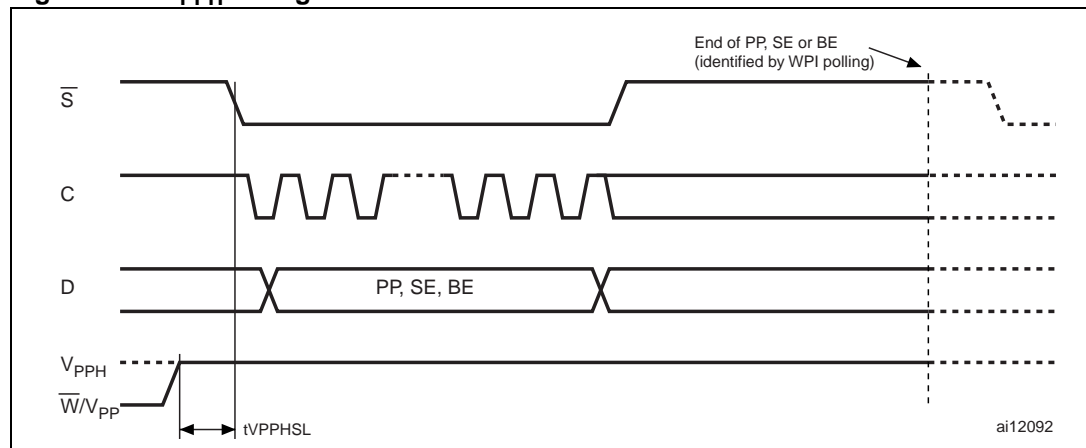 End of PP, SE or BE
(identified by WPI polling)
S
C
D
PP, SE, BE
VPPH
W/VPP
tVPPHSL
ai12092